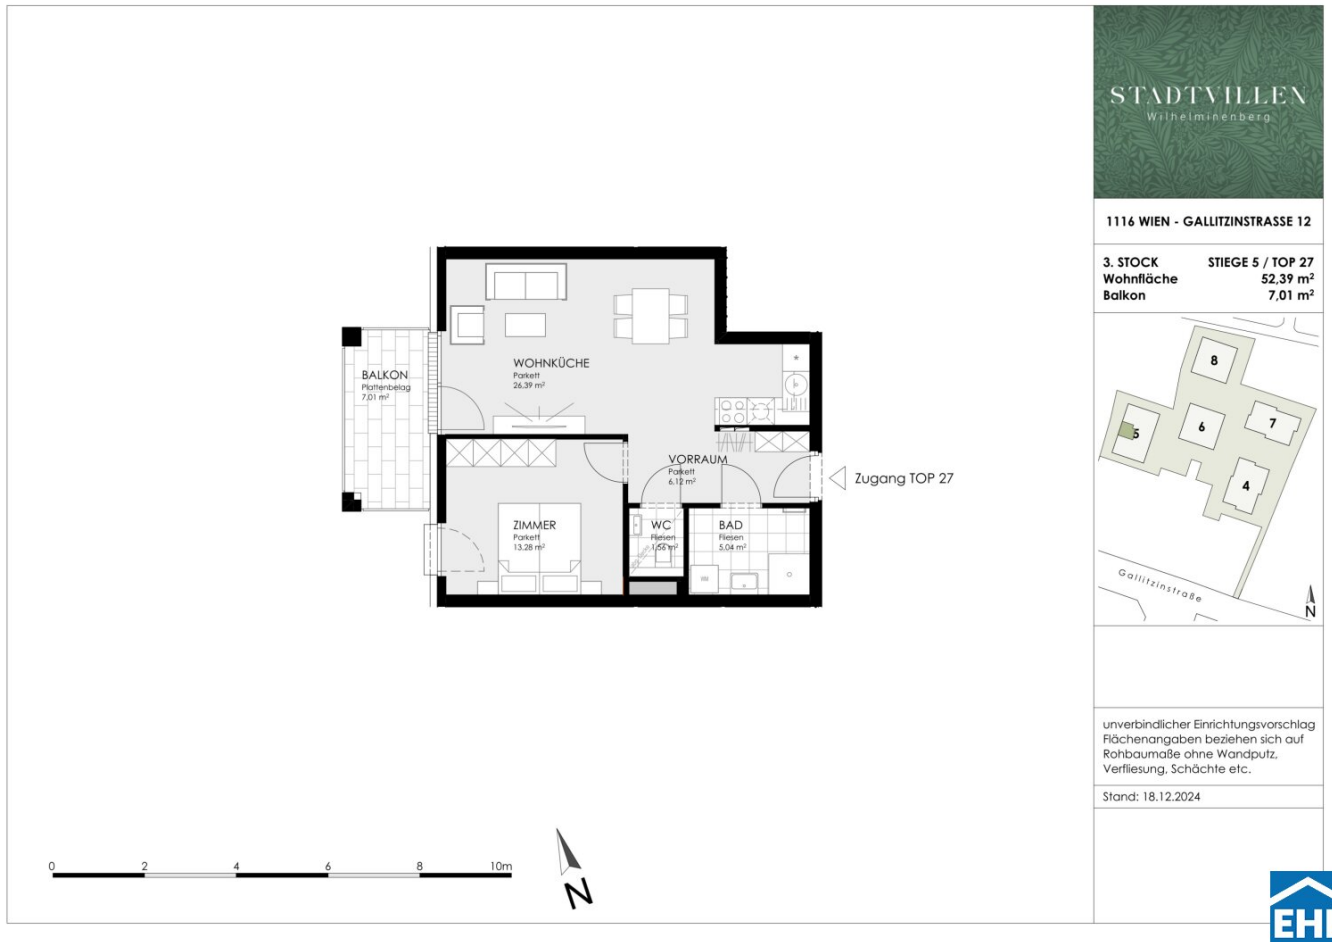 STADTVILLEN
Wilhelminenberg
1116 WIEN - GALLITZINSTRASSE 12
3. STOCK STIEGE 5 / TOP 27
Wohnfläche 52,39 m²
Balkon 7,01 m²
8
5
6
7
4
Gallitzinstraße
N
unverbindlicher Einrichtungsvorschlag
Flächenangaben beziehen sich auf
Rohbaumaße ohne Wandputz,
Verfliesung, Schächte etc.
Stand: 18.12.2024
BALKON
Plattenbelag
7,01 m²
WOHNKÜCHE
Parkett
26,39 m²
VORRAUM
Parkett
6,12 m²
Zugang TOP 27
ZIMMER
Parkett
13,28 m²
WC
Fliesen
1,56 m²
BAD
Fliesen
5,04 m²
0 2 4 6 8 10m
N